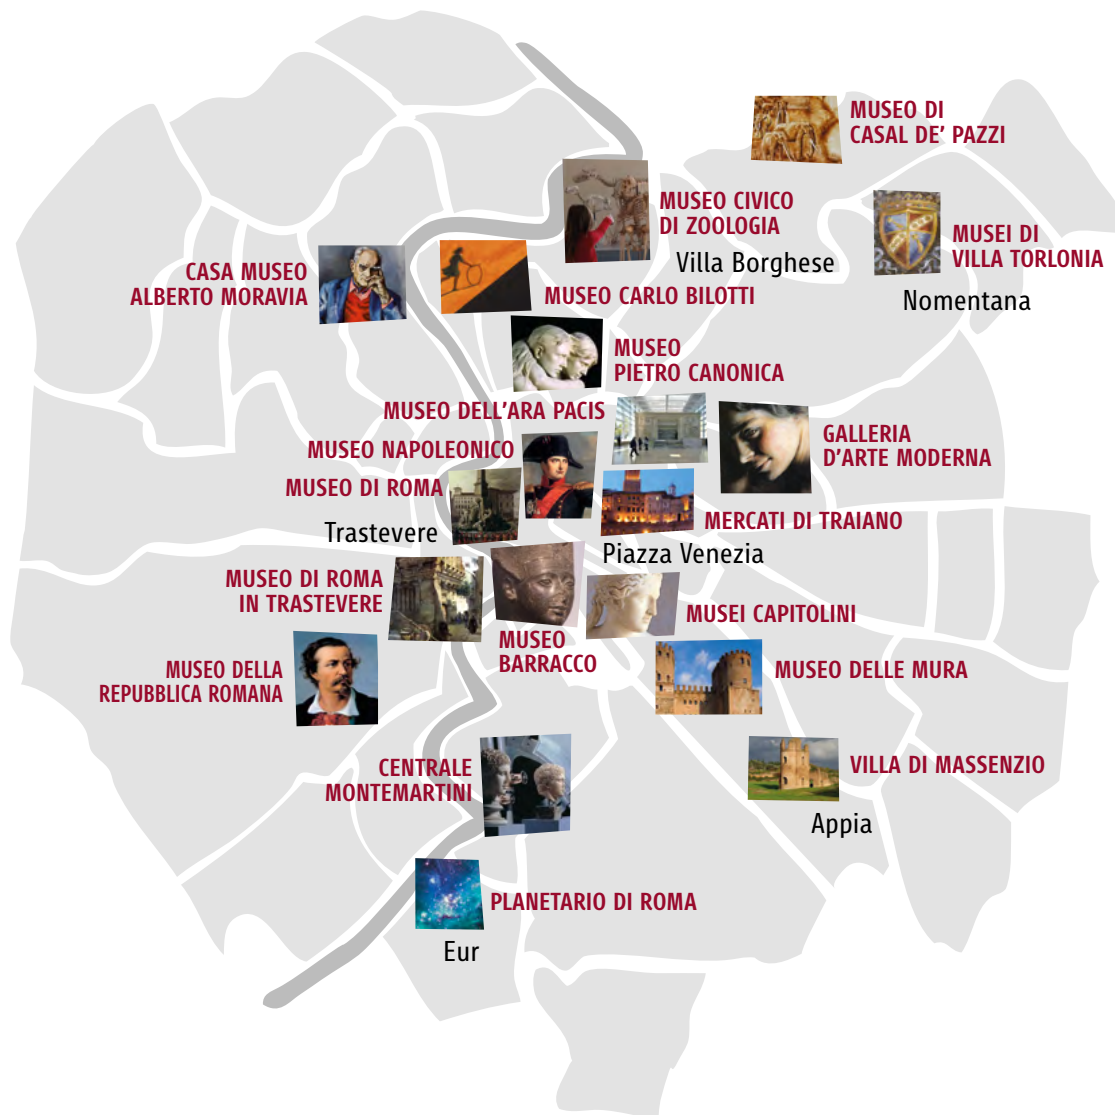 MUSEO DI
CASAL DE’ PAZZI
MUSEO CIVICO
DI ZOOLOGIA
Villa Borghese
MUSEI DI
VILLA TORLONIA
Nomentana
CASA MUSEO
ALBERTO MORAVIA
MUSEO CARLO BILOTTI
MUSEO
PIETRO CANONICA
MUSEO DELL’ARA PACIS
MUSEO NAPOLEONICO
GALLERIA
D’ARTE MODERNA
MUSEO DI ROMA
MERCATI DI TRAIANO
Trastevere
Piazza Venezia
MUSEO DI ROMA
IN TRASTEVERE
MUSEO
BARRACCO
MUSEI CAPITOLINI
MUSEO DELLA
REPUBBLICA ROMANA
MUSEO DELLE MURA
CENTRALE
MONTEMARTINI
VILLA DI MASSENZIO
Appia
PLANETARIO DI ROMA
Eur